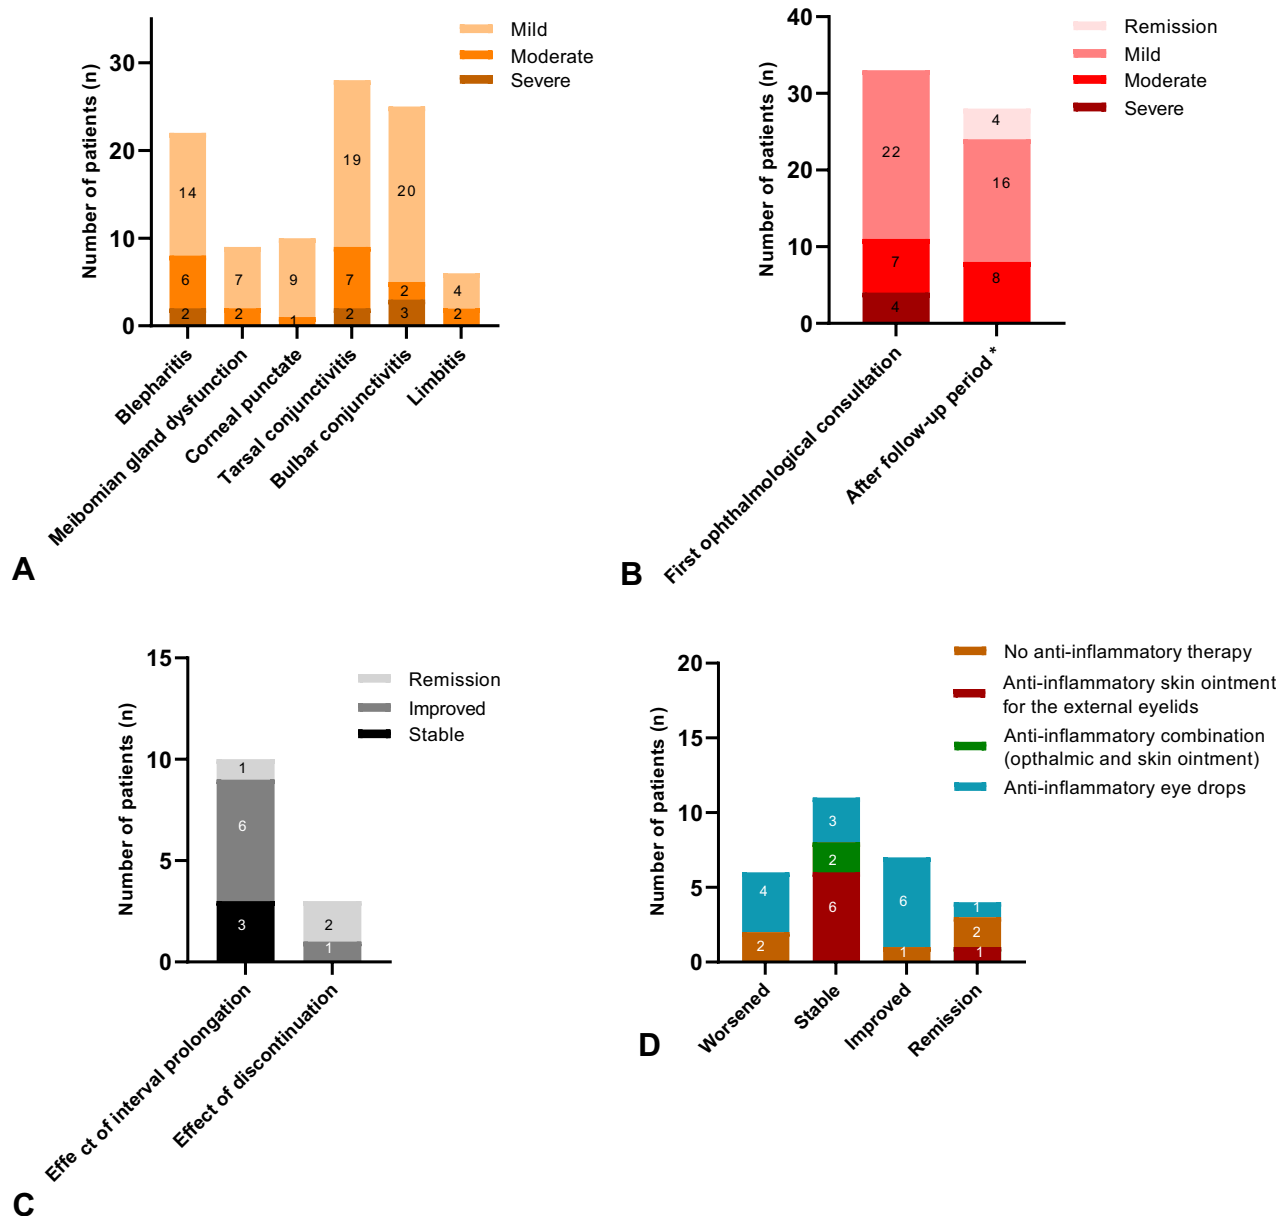 Number of patients (n)
30
20
10
0
Mild
Moderate
Severe
14
6
2
7
2
9
1
19
7
2
20
2
3
4
2
Blepharitis
Meibomian gland dysfunction
Corneal punctate
Tarsal conjunctivitis
Bulbar conjunctivitis
Limbitis
A
Number of patients (n)
40
30
20
10
0
Remission
Mild
Moderate
Severe
22
7
4
4
16
8
First ophthalmological consultation
After follow-up period *
B
Number of patients (n)
15
10
5
0
Remission
Improved
Stable
1
6
3
2
1
Effe ct of interval prolongation
Effect of discontinuation
C
Number of patients (n)
20
15
10
5
0
No anti-inflammatory therapy
Anti-inflammatory skin ointment
for the external eyelids
Anti-inflammatory combination
(opthalmic and skin ointment)
Anti-inflammatory eye drops
4
2
3
2
6
6
1
1
2
1
Worsened
Stable
Improved
Remission
D